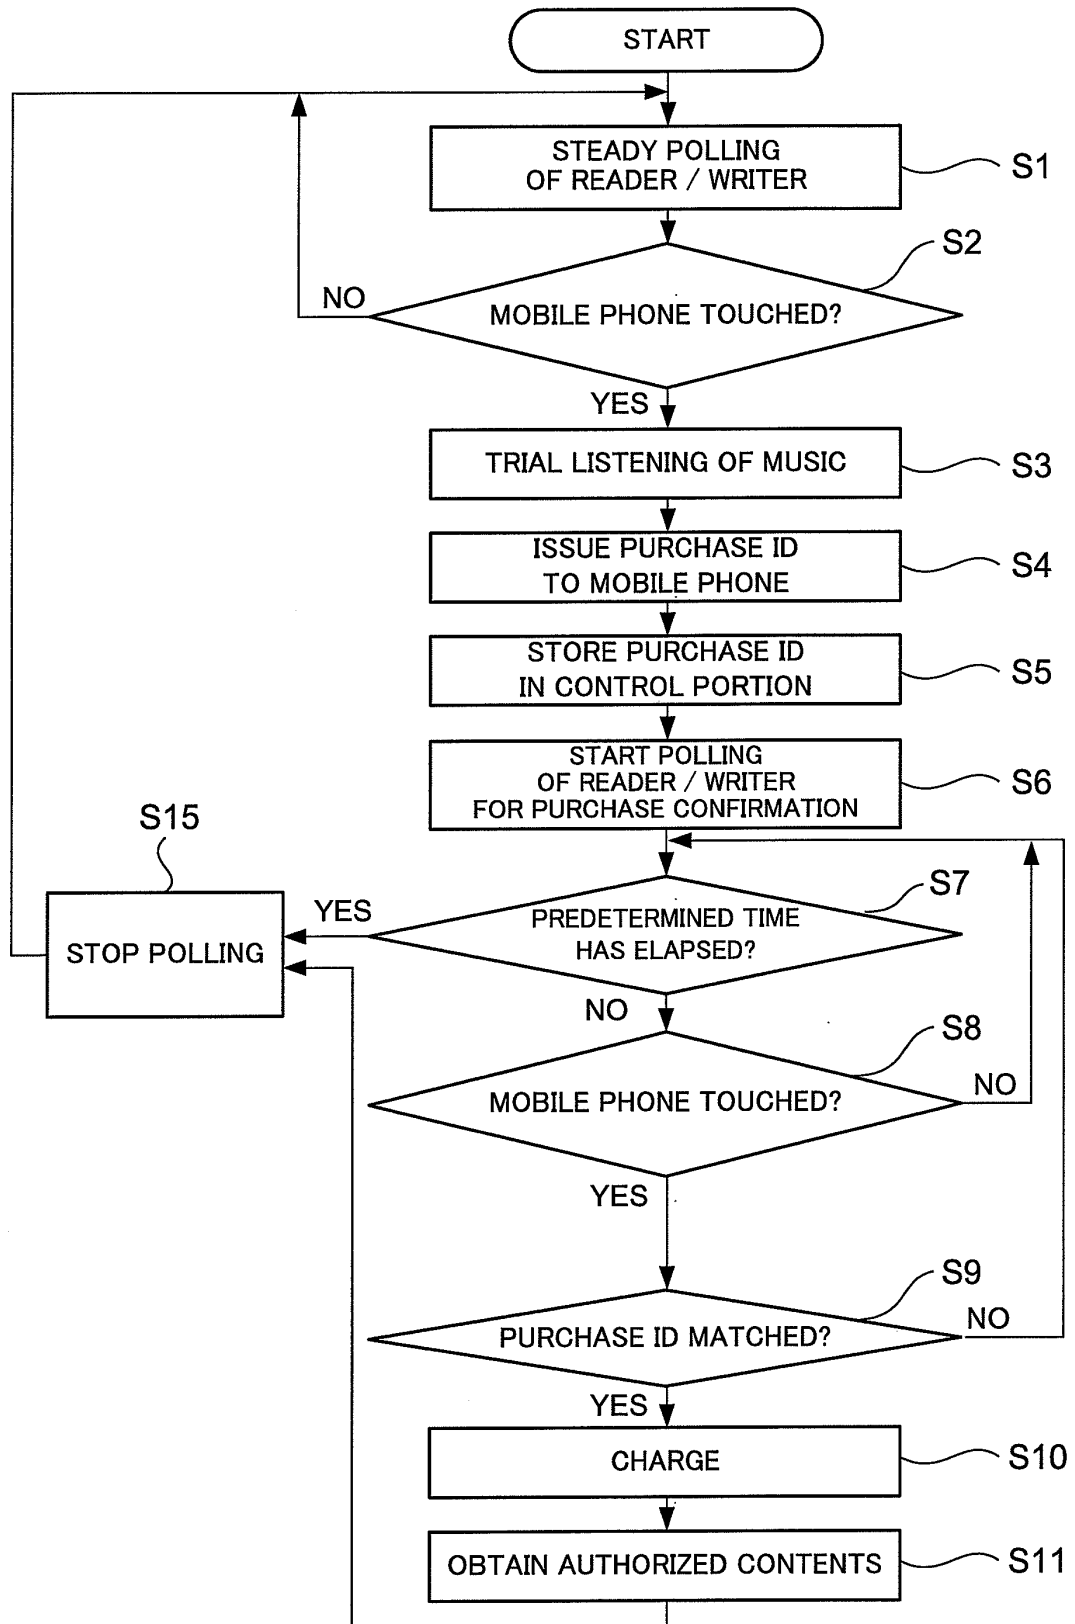 START
STEADY POLLING
OF READER / WRITER
S1
S2
NO
MOBILE PHONE TOUCHED?
YES
TRIAL LISTENING OF MUSIC
S3
ISSUE PURCHASE ID
TO MOBILE PHONE
S4
STORE PURCHASE ID
IN CONTROL PORTION
S5
START POLLING
OF READER / WRITER
FOR PURCHASE CONFIRMATION
S6
S15
STOP POLLING
YES
S7
PREDETERMINED TIME
HAS ELAPSED?
NO
S8
MOBILE PHONE TOUCHED?
NO
YES
S9
PURCHASE ID MATCHED?
NO
YES
CHARGE
S10
OBTAIN AUTHORIZED CONTENTS
S11